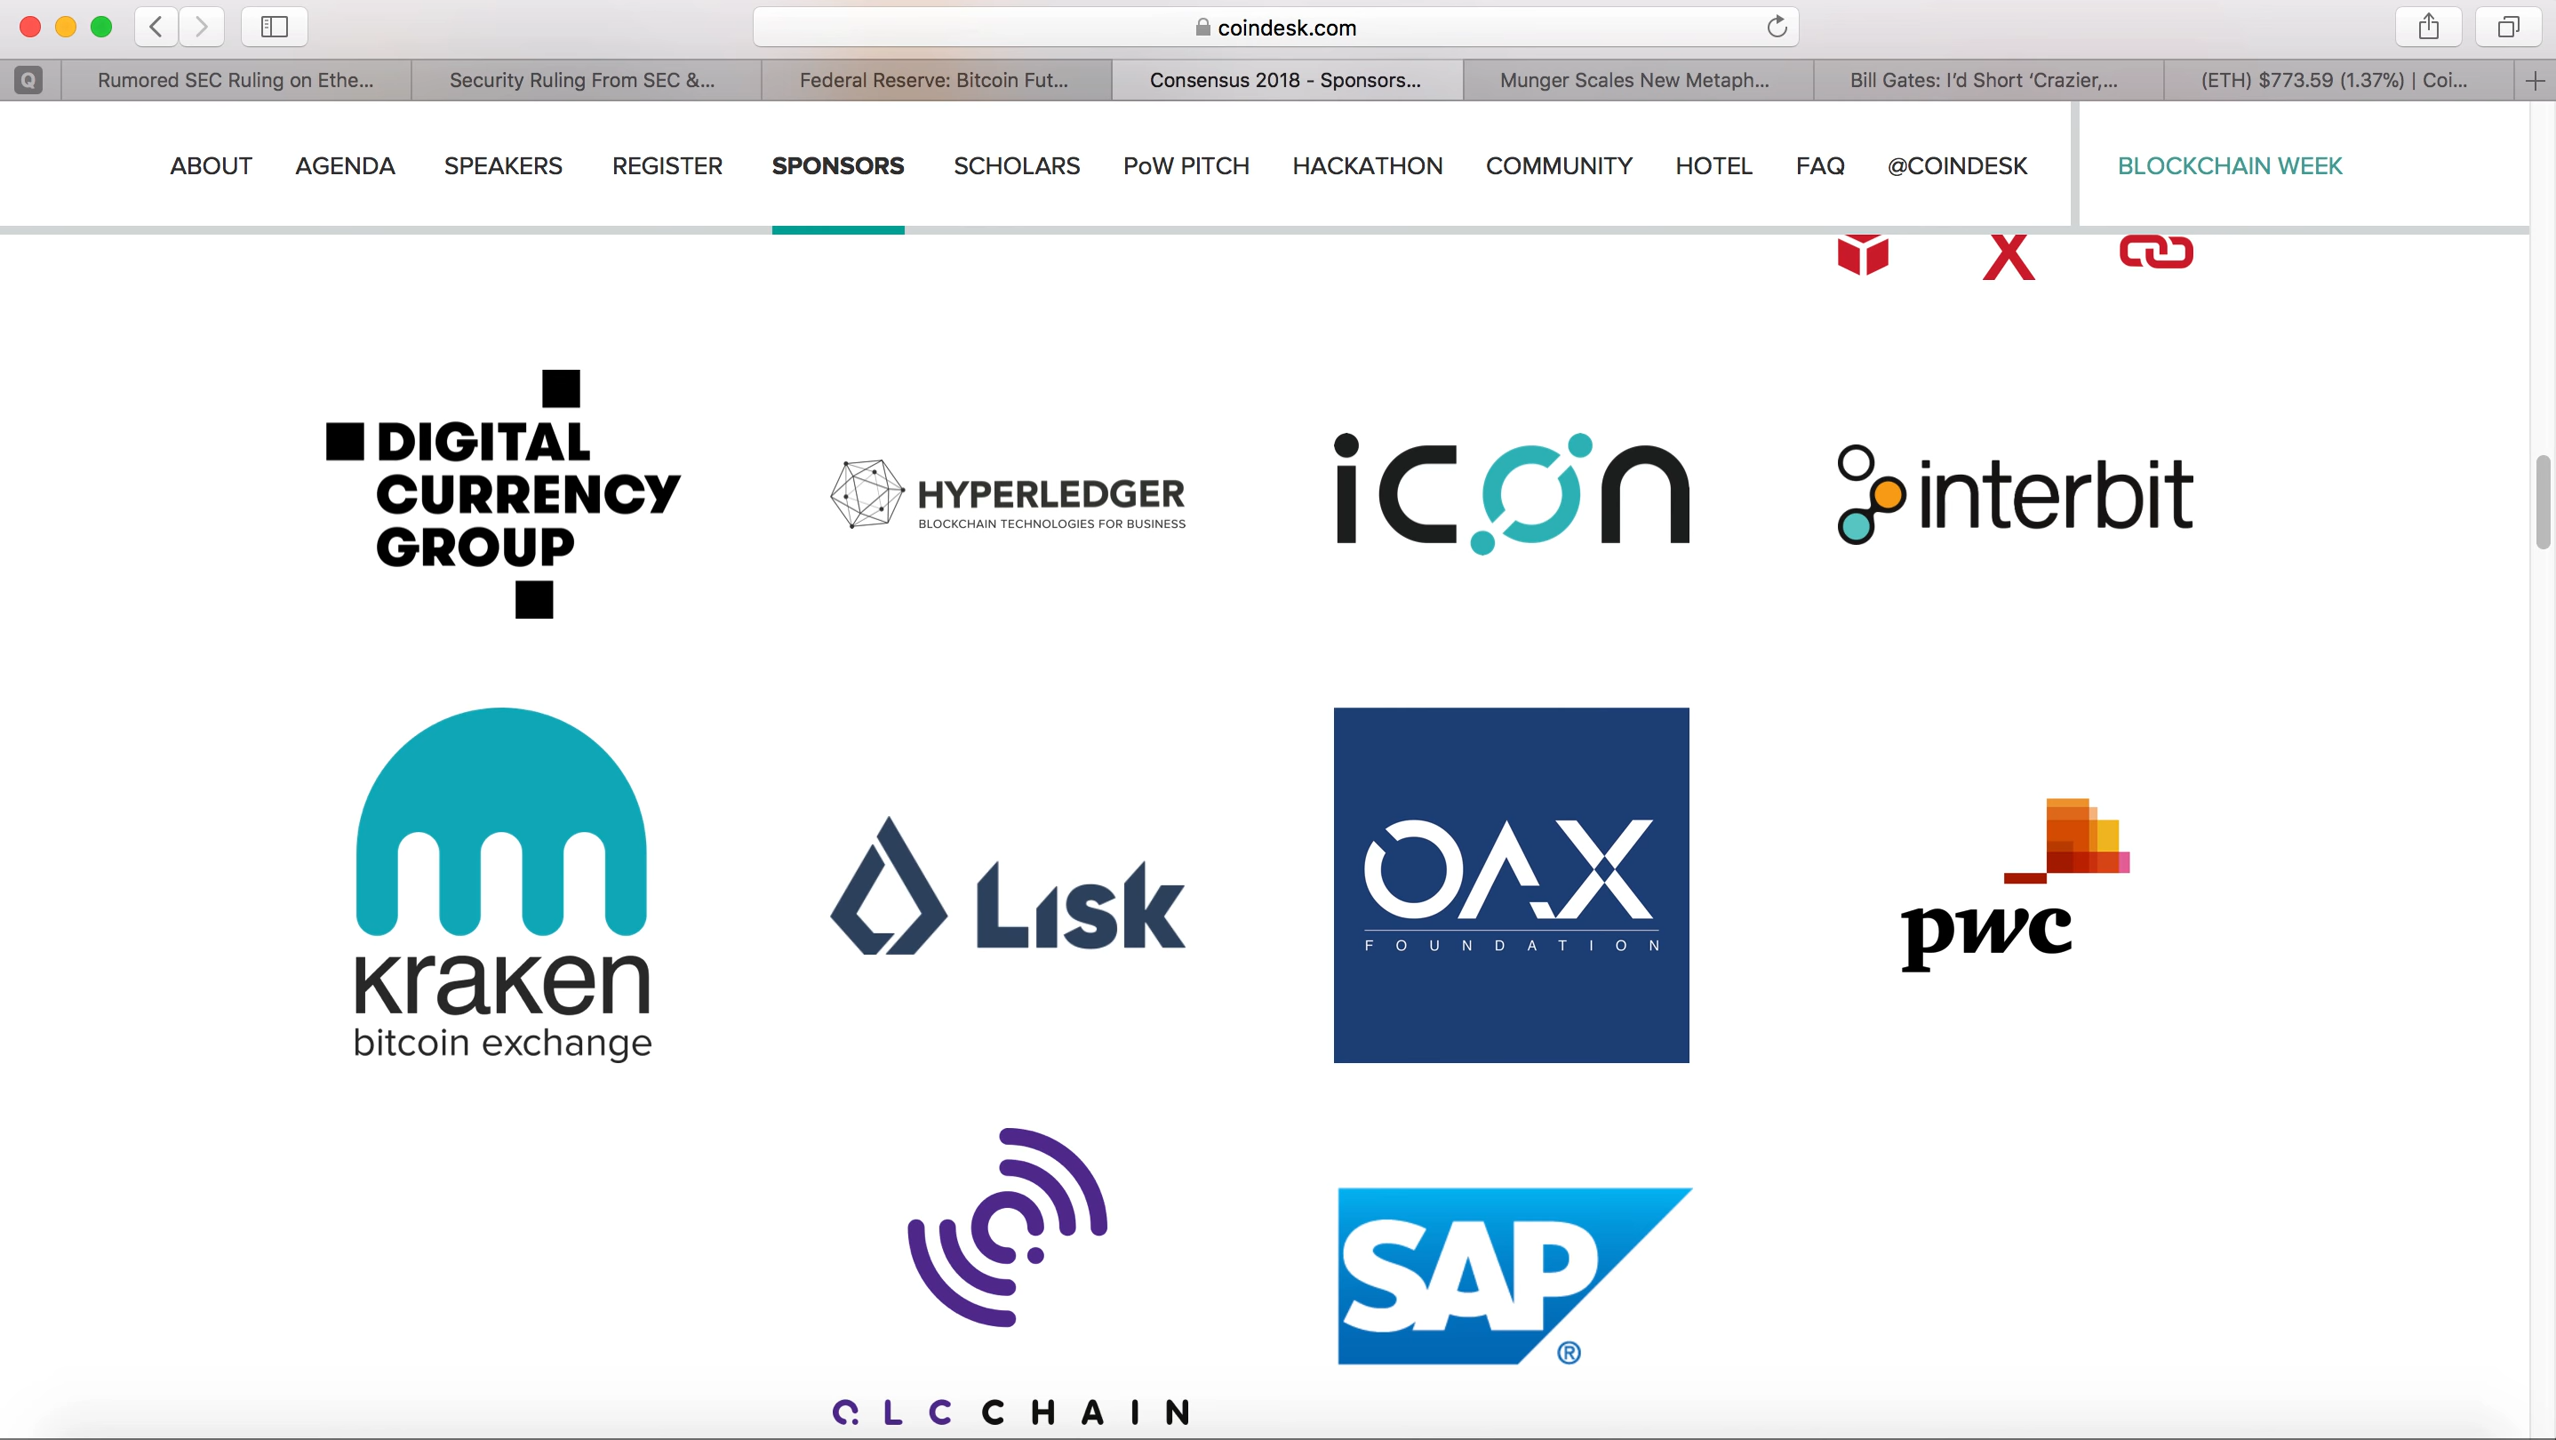 coindesk.com
Q
Rumored SEC Ruling on Ethe...
Security Ruling From SEC &...
Federal Reserve: Bitcoin Fut...
Consensus 2018 - Sponsors...
Munger Scales New Metaph...
Bill Gates: I'd Short ‘Crazier,...
(ETH) $773.59 (1.37%) | Coi...
ABOUT
AGENDA
SPEAKERS
REGISTER
SPONSORS
SCHOLARS
PoW PITCH
HACKATHON
COMMUNITY
HOTEL
FAQ
@COINDESK
BLOCKCHAIN WEEK
DIGITAL
CURRENCY
GROUP
HYPERLEDGER
BLOCKCHAIN TECHNOLOGIES FOR BUSINESS
icon
interbit
kraken
bitcoin exchange
Lisk
OAX
FOUNDATION
pwc
QLC CHAIN
SAP
®